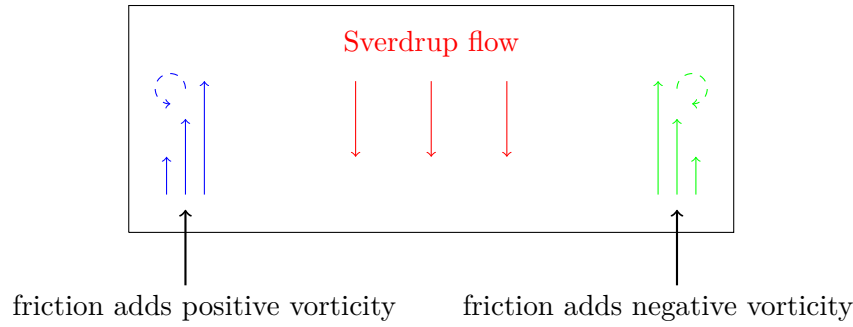 Sverdrup flow
friction adds positive vorticity
friction adds negative vorticity